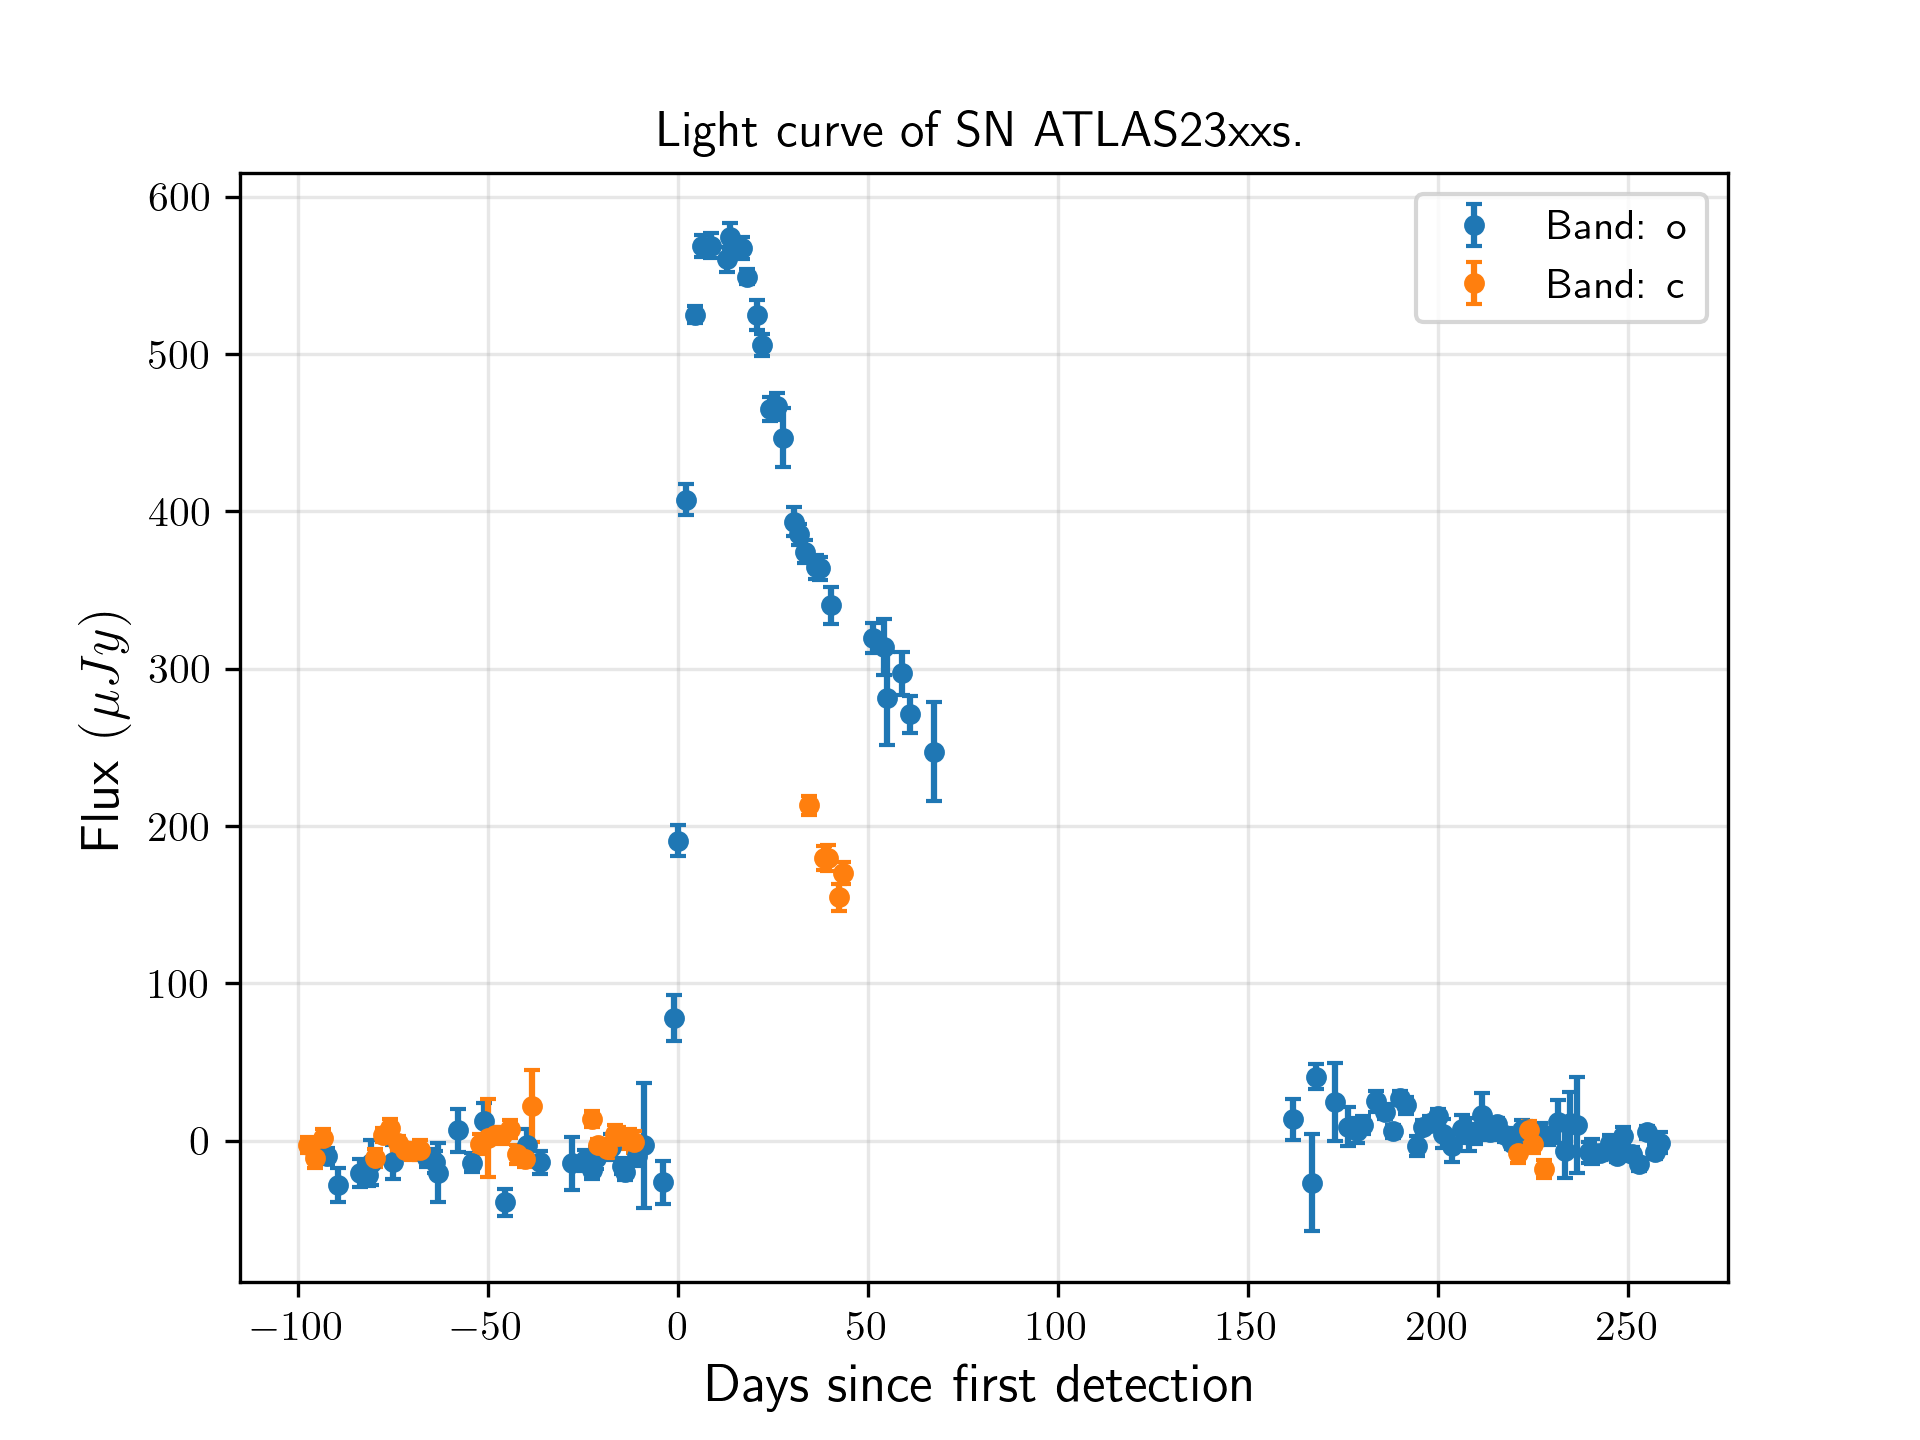 Light curve of SN ATLAS23xxs.
600
500
400
300
200
100
0
Flux (μJy)
Band: o
Band: c
−100 −50 0 50 100 150 200 250
Days since first detection